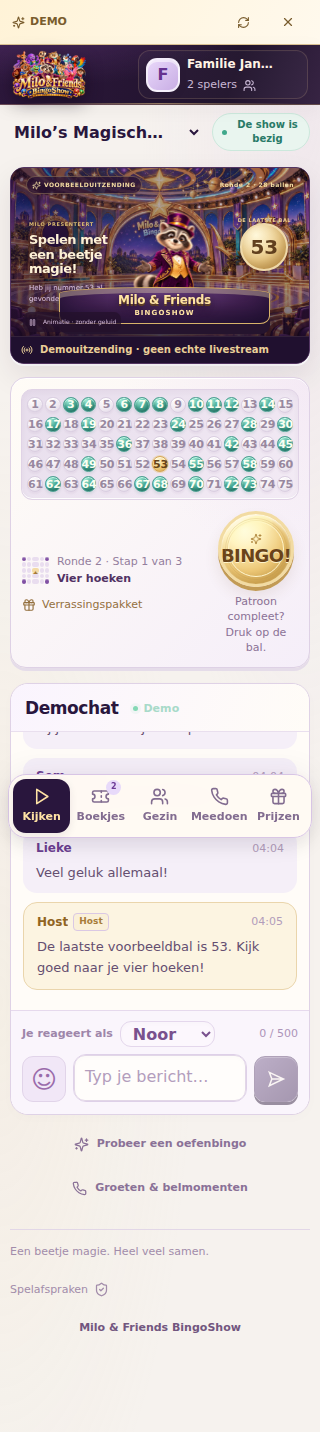 DEMO
Milo & Friends
BingoShow
F
Familie Jan…
2 spelers
Milo’s Magisch…
De show is
bezig
VOORBEELDUITZENDING
Ronde 2 · 28 ballen
MILO PRESENTEERT
DE LAATSTE BAL
Spelen met
een beetje
magie!
53
Heb jij nummer 53 al
gevonden
Milo & Friends
BINGOSHOW
Animatie · zonder geluid
Demouitzending · geen echte livestream
1 2 3 4 5 6 7 8 9 10 11 12 13 14 15
16 17 18 19 20 21 22 23 24 25 26 27 28 29 30
31 32 33 34 35 36 37 38 39 40 41 42 43 44 45
46 47 48 49 50 51 52 53 54 55 56 57 58 59 60
61 62 63 64 65 66 67 68 69 70 71 72 73 74 75
Ronde 2 · Stap 1 van 3
Vier hoeken
Verrassingspakket
BINGO!
Patroon
compleet?
Druk op de
bal.
Demochat
Demo
04:04
Kijken
2
Boekjes
Gezin
Meedoen
Prijzen
Lieke
04:04
Veel geluk allemaal!
Host
Host
04:05
De laatste voorbeeldbal is 53. Kijk
goed naar je vier hoeken!
Je reageert als
Noor
0 / 500
Typ je bericht…
Probeer een oefenbingo
Groeten & belmomenten
Een beetje magie. Heel veel samen.
Spelafspraken
Milo & Friends BingoShow